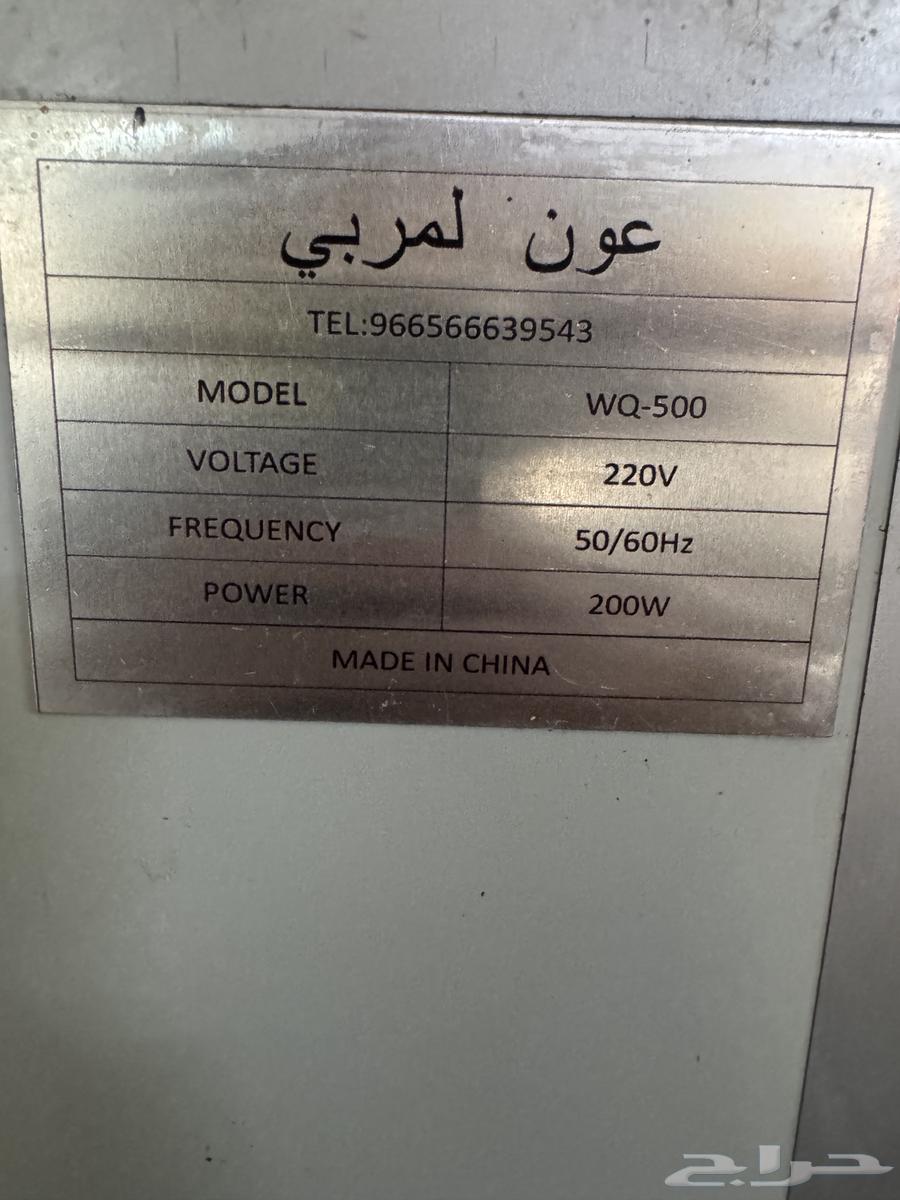 عون لمربي
TEL:966566639543
MODEL WQ-500
VOLTAGE 220V
FREQUENCY 50/60Hz
POWER 200W
MADE IN CHINA
حراج